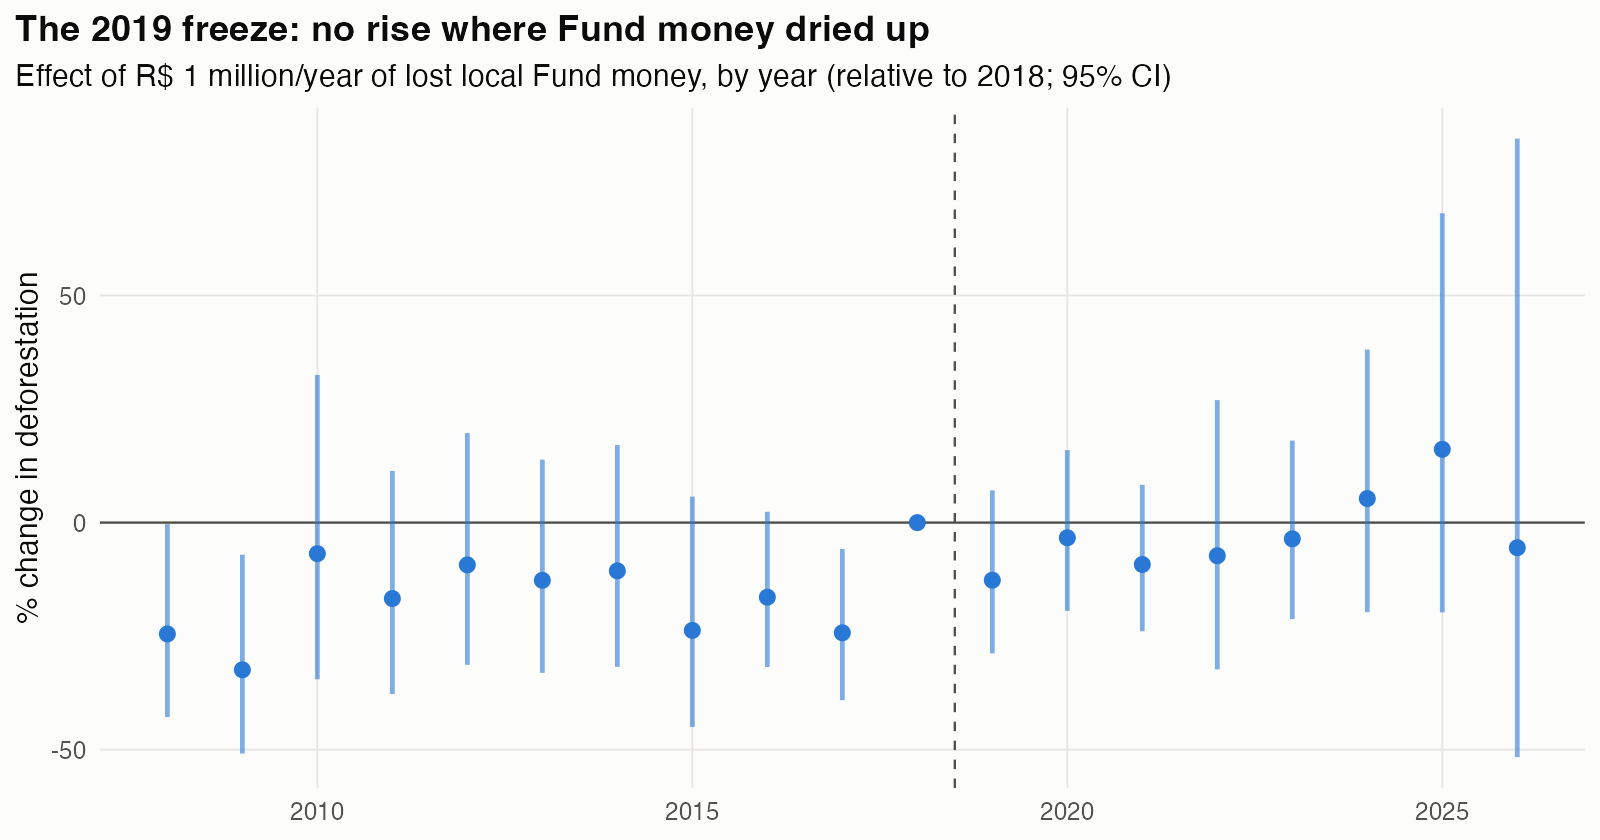 The 2019 freeze: no rise where Fund money dried up
Effect of R$ 1 million/year of lost local Fund money, by year (relative to 2018; 95% CI)
% change in deforestation
50
0
-50
2010
2015
2020
2025